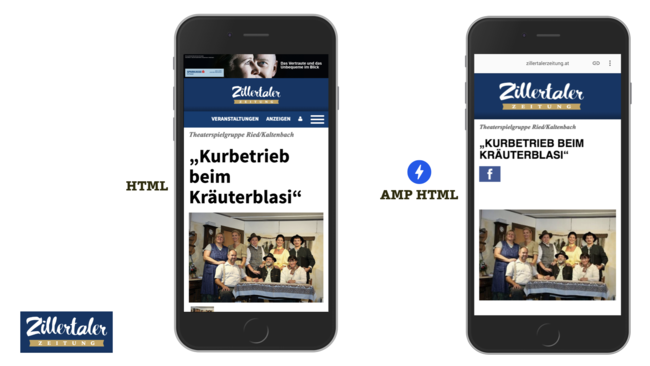 HTML
Das Vertraute und das
Unbequeme im Blick
Zillertaler
ZEITUNG
VERANSTALTUNGEN ANZEIGEN
Theaterspielgruppe Ried/Kaltenbach
„Kurbetrieb
beim
Kräuterblasi“
AMP HTML
zillertalerzeitung.at
Zillertaler
ZEITUNG
Theaterspielgruppe Ried/Kaltenbach
„KURBETRIEB BEIM
KRÄUTERBLASI“
f
Zillertaler
ZEITUNG